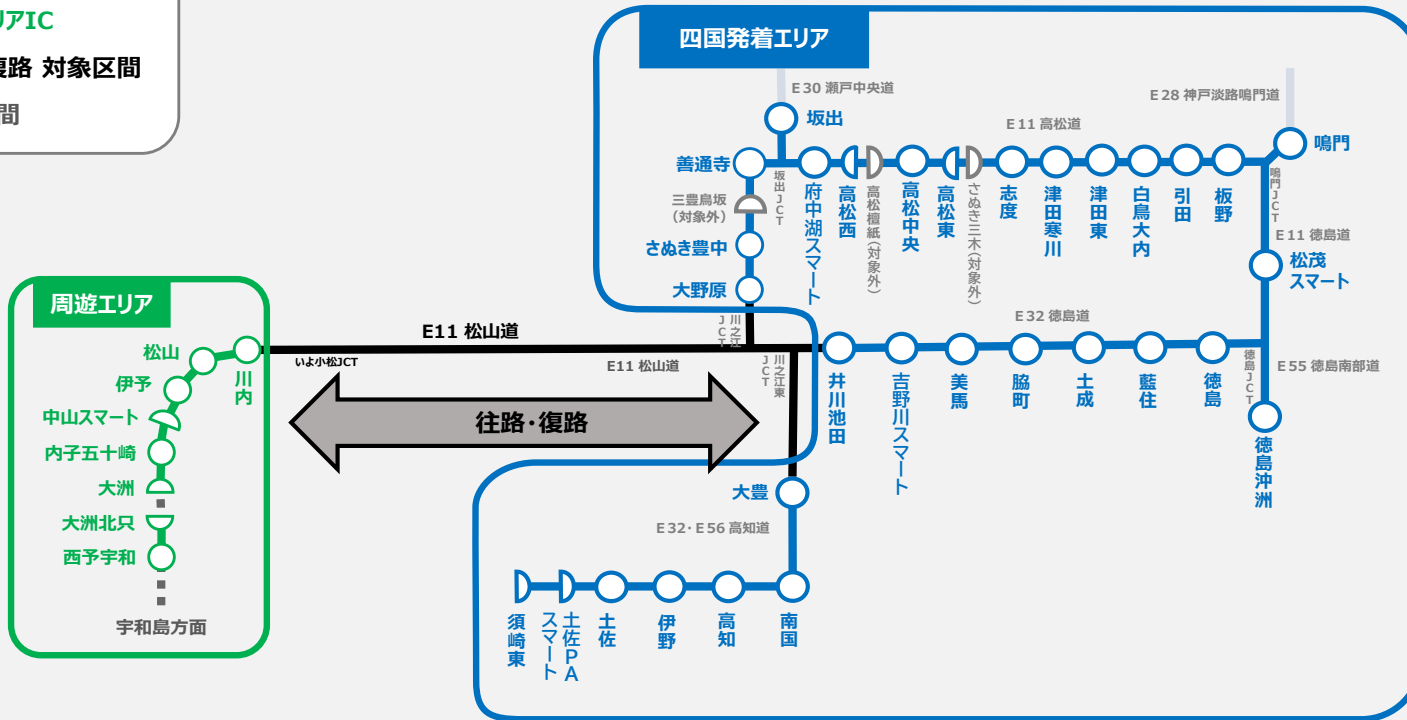 リアIC
復路 対象区間
間
四国発着エリア
E30 瀬戸中央道
E28 神戸淡路鳴門道
坂出
E11 高松道
鳴門
善通寺
坂出JCT
鳴門JCT
三豊鳥坂
(対象外)
府中湖スマート
高松西
高松檀紙(対象外)
高松中央
高松東
さぬき三木(対象外)
志度
津田寒川
津田東
白鳥大内
引田
板野
さぬき豊中
E11 徳島道
松茂
スマート
大野原
周遊エリア
川之江
JCT
E32 徳島道
E11 松山道
松山
川内
いよ小松JCT
E11 松山道
川之江東
JCT
徳島JCT
E55 徳島南部道
伊予
井川池田
吉野川スマート
美馬
脇町
土成
藍住
徳島
中山スマート
往路・復路
内子五十崎
徳島沖洲
大洲
大豊
大洲北只
E32・E56 高知道
西予宇和
宇和島方面
須崎東
土佐PA
スマート
土佐
伊野
高知
南国